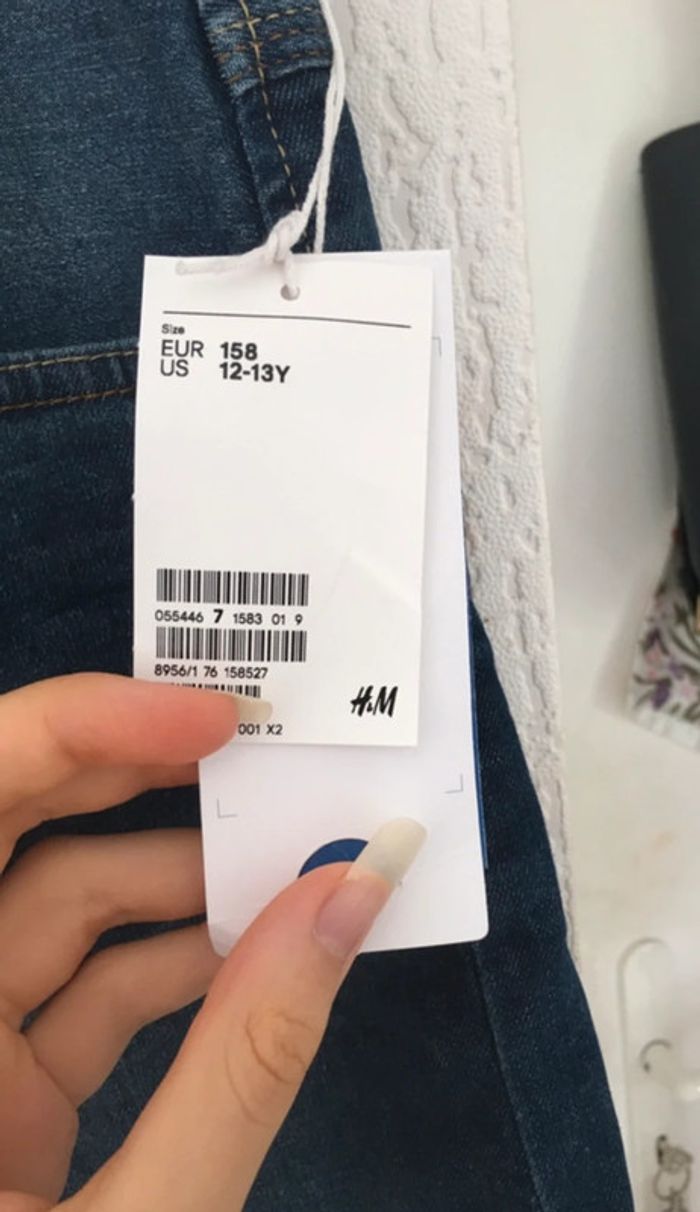 Size
EUR 158
US 12-13Y
055446 7 1583 01 9
8956/1 76 158527
001 X2
H&M